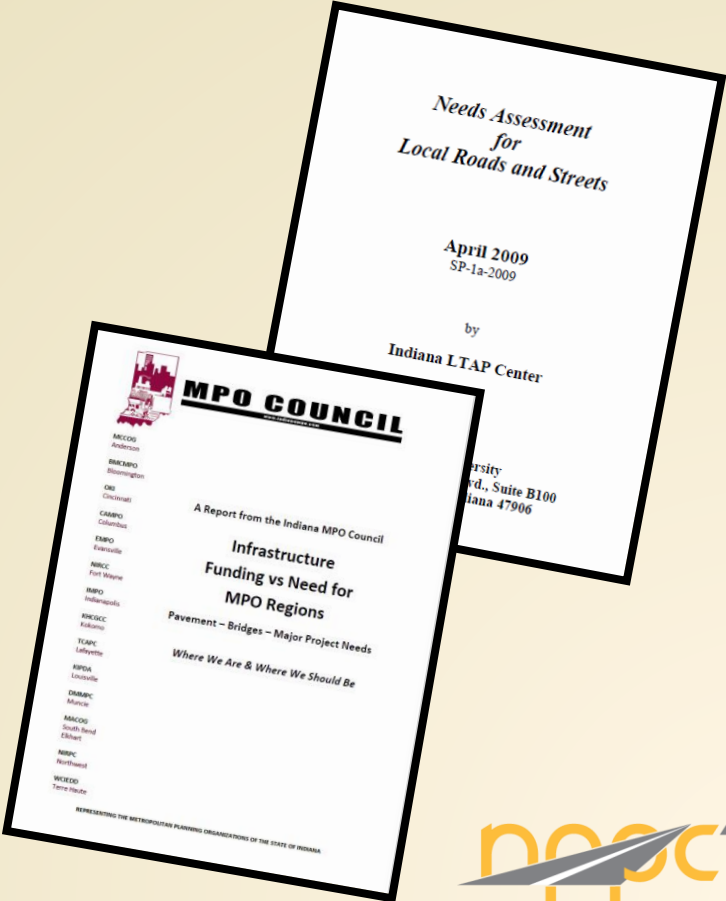 Needs Assessment
for
Local Roads and Streets
April 2009
SP-1a-2009
by
Indiana LTAP Center
ersity
vd., Suite B100
iana 47906
MPO COUNCIL
A Report from the Indiana MPO Council
Infrastructure
Funding vs Need for
MPO Regions
Pavement – Bridges – Major Project Needs
Where We Are & Where We Should Be
MCCOG
Anderson
BMCMPO
Bloomington
OKI
Cincinnati
CAMPO
Columbus
EMPO
Evansville
NIRCC
Fort Wayne
IMPO
Indianapolis
KHCGCC
Kokomo
TCAPC
Lafayette
KIPDA
Louisville
DMMPC
Muncie
MACOG
South Bend
Elkhart
NIRPC
Northwest
WCIEDD
Terre Haute
REPRESENTING THE METROPOLITAN PLANNING ORGANIZATIONS OF THE STATE OF INDIANA